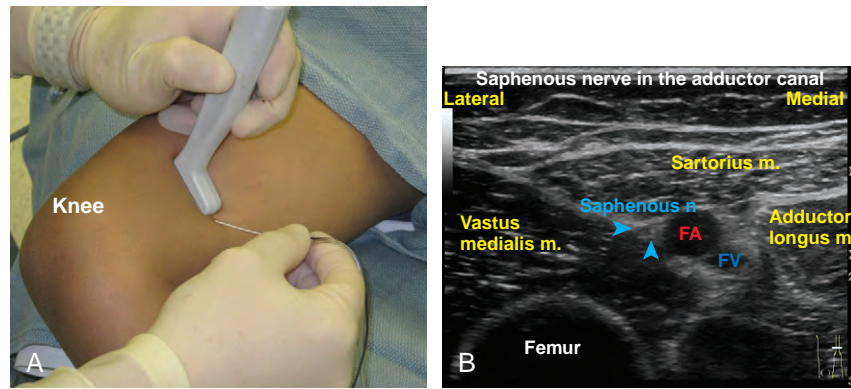 Knee
A
Saphenous nerve in the adductor canal
Lateral Medial
Sartorius m.
Saphenous n
Vastus
medialis m.
FA
Adductor
longus m
FV
Femur
B